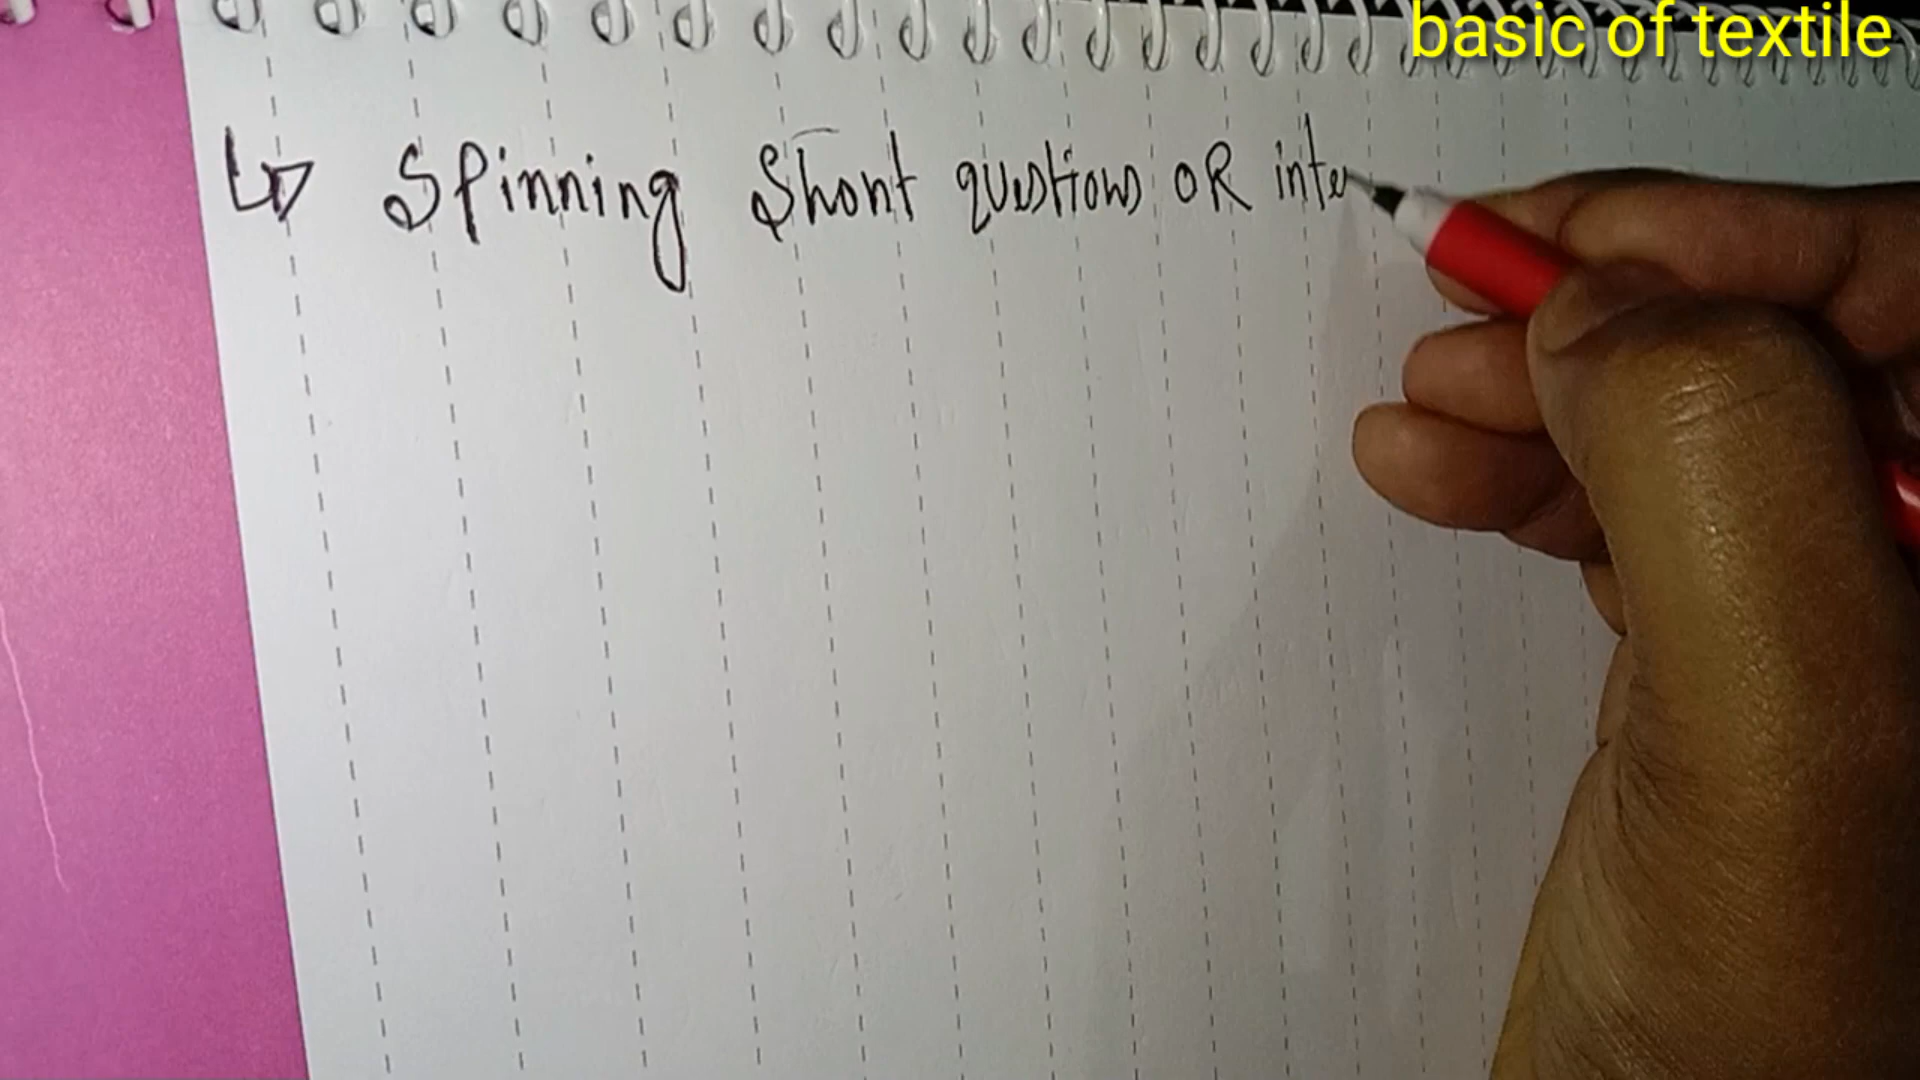 basic of textile
↳ Spinning Short questions OR inte